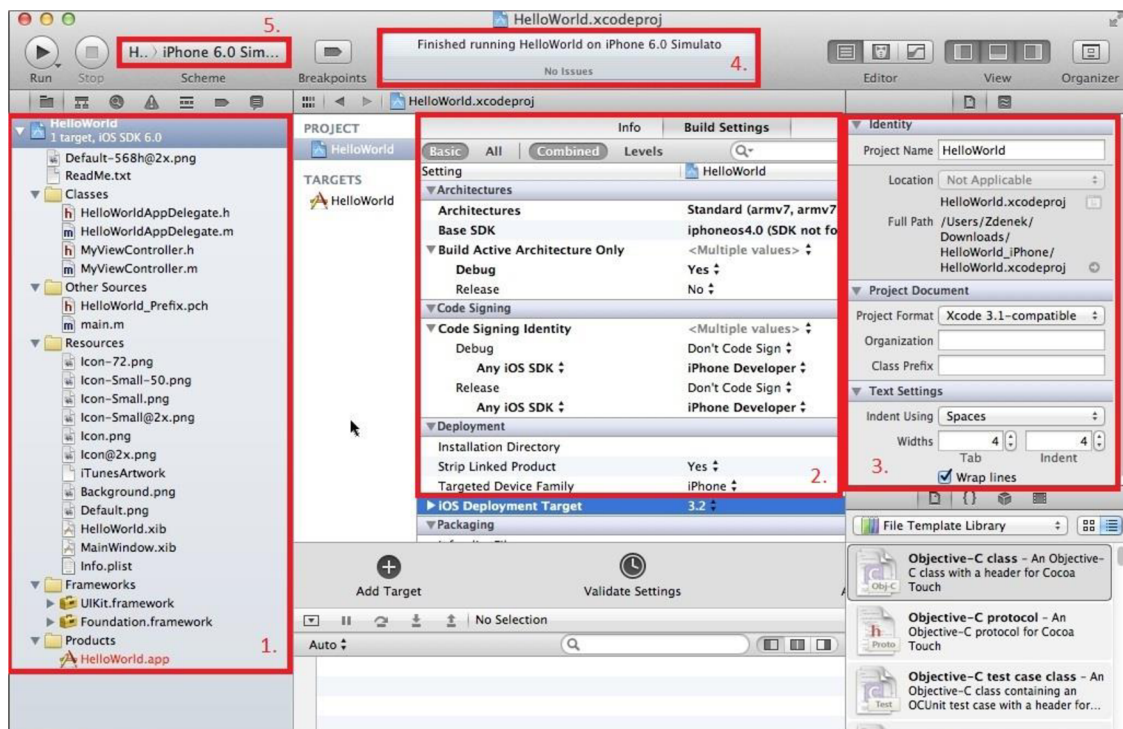 HelloWorld.xcodeproj
5.
H.. › iPhone 6.0 Sim...
Finished running HelloWorld on iPhone 6.0 Simulato
No Issues
4.
Run
Stop
Scheme
Breakpoints
Editor
View
Organizer
HelloWorld.xcodeproj
HelloWorld
1 target, iOS SDK 6.0
Default-568h@2x.png
ReadMe.txt
Classes
h HelloWorldAppDelegate.h
m HelloWorldAppDelegate.m
h MyViewController.h
m MyViewController.m
Other Sources
h HelloWorld_Prefix.pch
m main.m
Resources
Icon-72.png
Icon-Small-50.png
Icon-Small.png
Icon-Small@2x.png
Icon.png
Icon@2x.png
iTunesArtwork
Background.png
Default.png
HelloWorld.xib
MainWindow.xib
Info.plist
Frameworks
UIKit.framework
Foundation.framework
Products
HelloWorld.app
1.
PROJECT
HelloWorld
TARGETS
HelloWorld
Info
Build Settings
Basic
All
Combined
Levels
Setting
HelloWorld
Architectures
Architectures
Standard (armv7, armv7
Base SDK
iphoneos4.0 (SDK not fo
Build Active Architecture Only
<Multiple values>
Debug
Yes
Release
No
Code Signing
Code Signing Identity
<Multiple values>
Debug
Don't Code Sign
Any iOS SDK
iPhone Developer
Release
Don't Code Sign
Any iOS SDK
iPhone Developer
Deployment
Installation Directory
Strip Linked Product
Yes
Targeted Device Family
iPhone
2.
iOS Deployment Target
3.2
Packaging
Add Target
Validate Settings
No Selection
Auto
Identity
Project Name
HelloWorld
Location
Not Applicable
HelloWorld.xcodeproj
Full Path
/Users/Zdenek/
Downloads/
HelloWorld_iPhone/
HelloWorld.xcodeproj
Project Document
Project Format
Xcode 3.1-compatible
Organization
Class Prefix
Text Settings
Indent Using
Spaces
Widths
4
4
Tab
Indent
3.
Wrap lines
{}
File Template Library
Obj-C
Objective-C class – An Objective-
C class with a header for Cocoa
Touch
h
Proto
Objective-C protocol – An
Objective-C protocol for Cocoa
Touch
Test
Objective-C test case class – An
Objective-C class containing an
OCUnit test case with a header for...